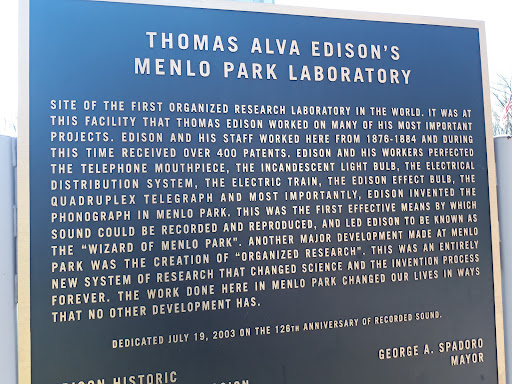 THOMAS ALVA EDISON'S
MENLO PARK LABORATORY
SITE OF THE FIRST ORGANIZED RESEARCH LABORATORY IN THE WORLD. IT WAS AT
THIS FACILITY THAT THOMAS EDISON WORKED ON MANY OF HIS MOST IMPORTANT
PROJECTS. EDISON AND HIS STAFF WORKED HERE FROM 1876-1884 AND DURING
THIS TIME RECEIVED OVER 400 PATENTS. EDISON AND HIS WORKERS PERFECTED
THE TELEPHONE MOUTHPIECE, THE INCANDESCENT LIGHT BULB, THE ELECTRICAL
DISTRIBUTION SYSTEM, THE ELECTRIC TRAIN, THE EDISON EFFECT BULB, THE
QUADRUPLEX TELEGRAPH AND MOST IMPORTANTLY, EDISON INVENTED THE
PHONOGRAPH IN MENLO PARK. THIS WAS THE FIRST EFFECTIVE MEANS BY WHICH
SOUND COULD BE RECORDED AND REPRODUCED, AND LED EDISON TO BE KNOWN AS
THE "WIZARD OF MENLO PARK". ANOTHER MAJOR DEVELOPMENT MADE AT MENLO
PARK WAS THE CREATION OF "ORGANIZED RESEARCH". THIS WAS AN ENTIRELY
NEW SYSTEM OF RESEARCH THAT CHANGED SCIENCE AND THE INVENTION PROCESS
FOREVER. THE WORK DONE HERE IN MENLO PARK CHANGED OUR LIVES IN WAYS
THAT NO OTHER DEVELOPMENT HAS.
DEDICATED JULY 19, 2003 ON THE 126TH ANNIVERSARY OF RECORDED SOUND.
GEORGE A. SPADORO
MAYOR
HISTORIC